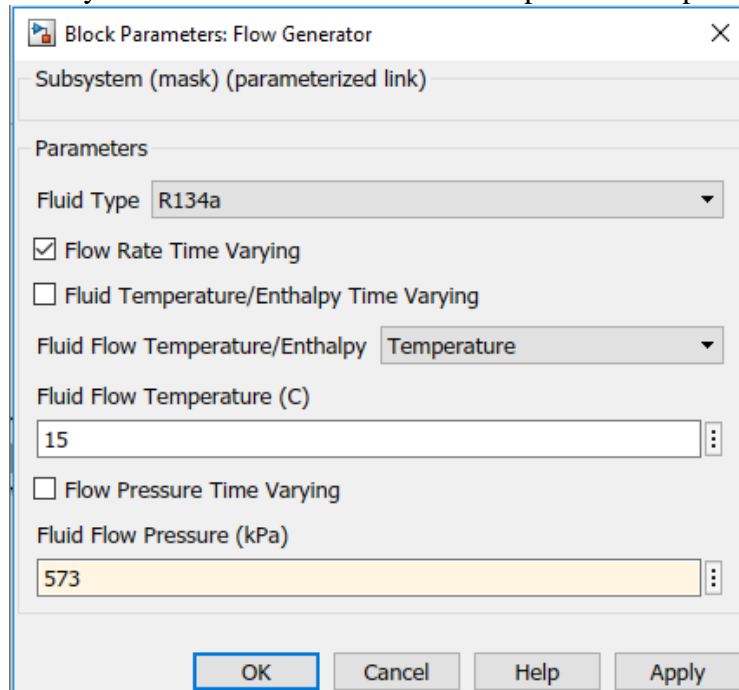 Block Parameters: Flow Generator
Subsystem (mask) (parameterized link)
Parameters
Fluid Type R134a
Flow Rate Time Varying
Fluid Temperature/Enthalpy Time Varying
Fluid Flow Temperature/Enthalpy Temperature
Fluid Flow Temperature (C)
15
Flow Pressure Time Varying
Fluid Flow Pressure (kPa)
573
OK Cancel Help Apply